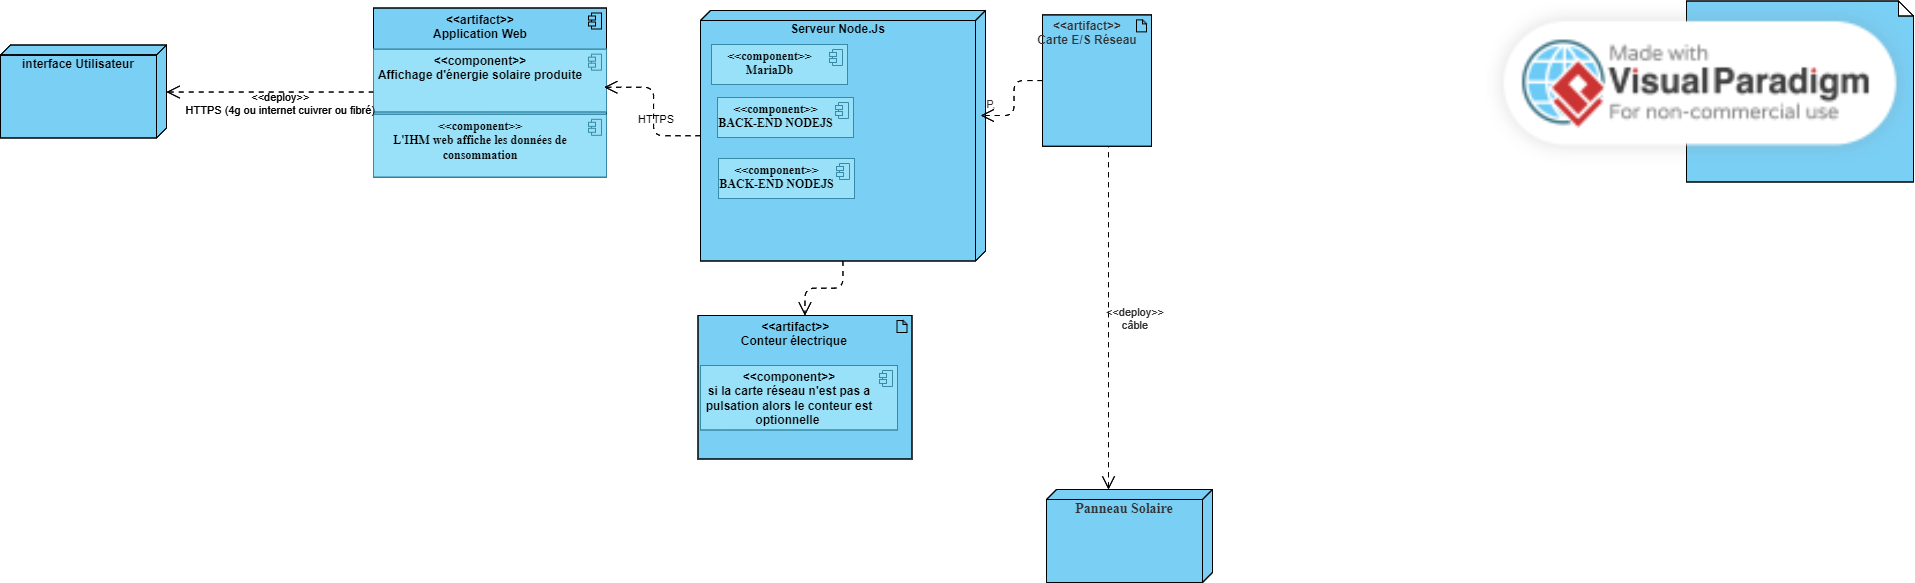 interface Utilisateur
<<deploy>>
HTTPS (4g ou internet cuivrer ou fibré)
<<artifact>>
Application Web
<<component>>
Affichage d'énergie solaire produite
<<component>>
L'IHM web affiche les données de
consommation
HTTPS
Serveur Node.Js
<<component>>
MariaDb
<<component>>
BACK-END NODEJS
<<component>>
BACK-END NODEJS
P
<<artifact>>
Carte E/S Réseau
<<artifact>>
Conteur électrique
<<component>>
si la carte réseau n'est pas a
pulsation alors le conteur est
optionnelle
<<deploy>>
câble
Panneau Solaire
Made with
Visual Paradigm
For non-commercial use